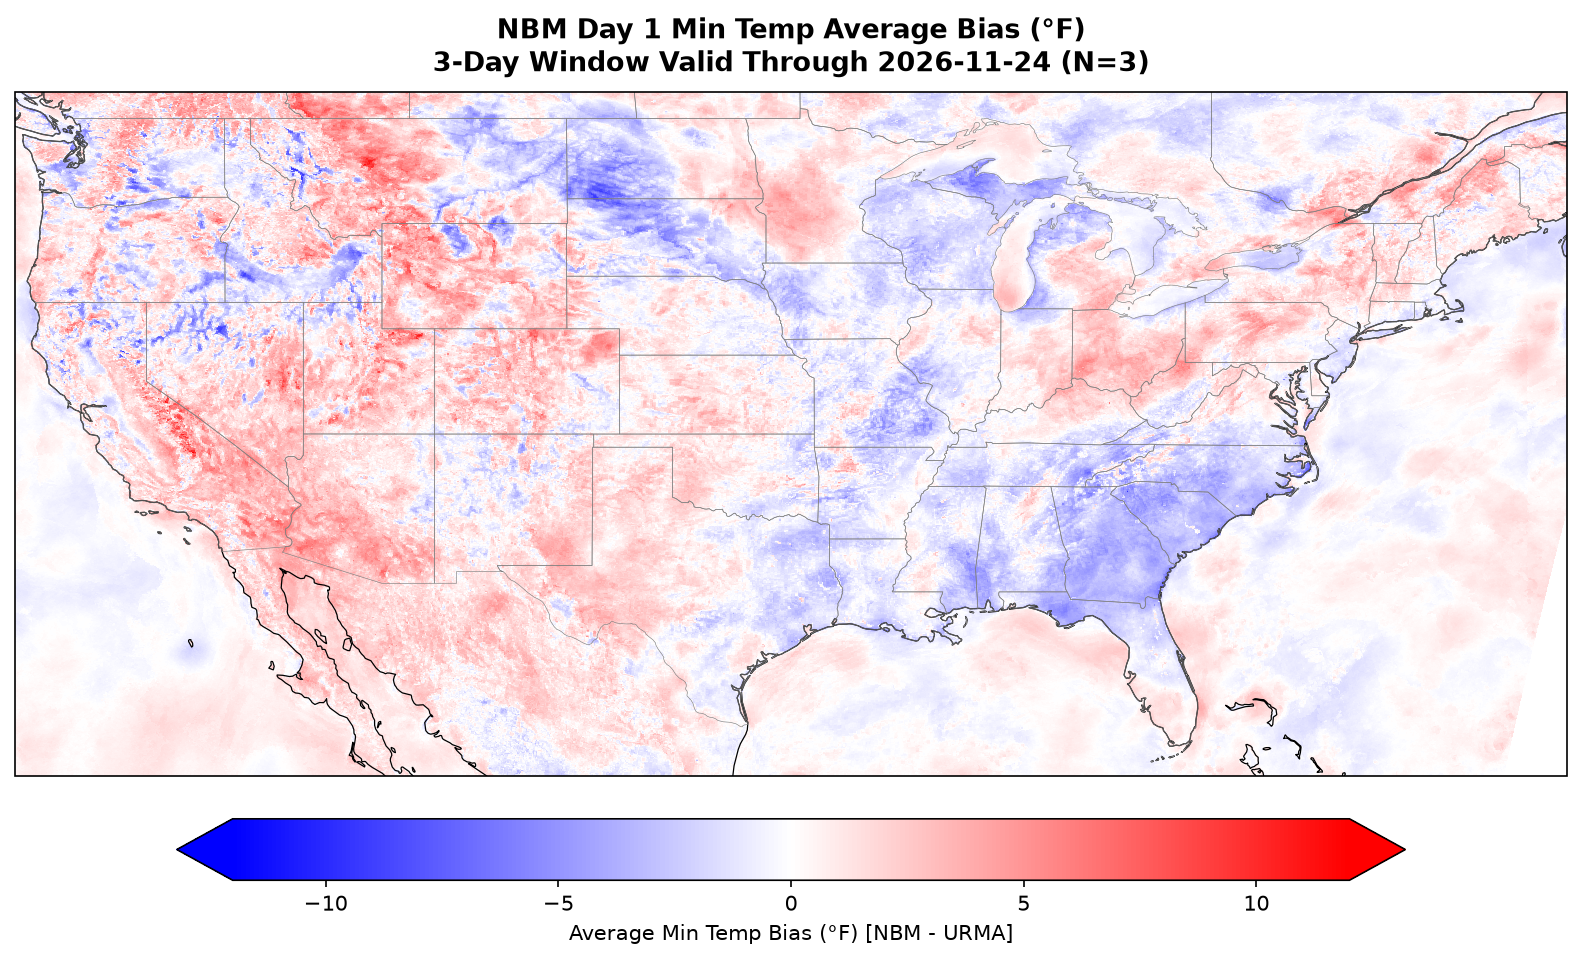 NBM Day 1 Min Temp Average Bias (°F)
3-Day Window Valid Through 2026-11-24 (N=3)
−10 −5 0 5 10
Average Min Temp Bias (°F) [NBM - URMA]